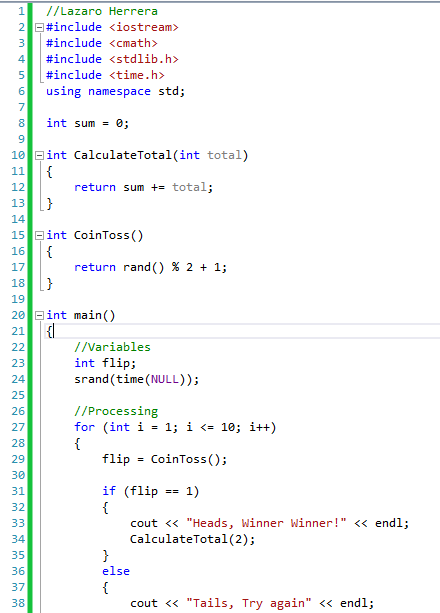 1 //Lazaro Herrera
2 #include <iostream>
3 #include <cmath>
4 #include <stdlib.h>
5 #include <time.h>
6 using namespace std;
7
8 int sum = 0;
9
10 int CalculateTotal(int total)
11 {
12     return sum += total;
13 }
14
15 int CoinToss()
16 {
17     return rand() % 2 + 1;
18 }
19
20 int main()
21 {
22     //Variables
23     int flip;
24     srand(time(NULL));
25
26     //Processing
27     for (int i = 1; i <= 10; i++)
28     {
29         flip = CoinToss();
30
31         if (flip == 1)
32         {
33             cout << "Heads, Winner Winner!" << endl;
34             CalculateTotal(2);
35         }
36         else
37         {
38             cout << "Tails, Try again" << endl;